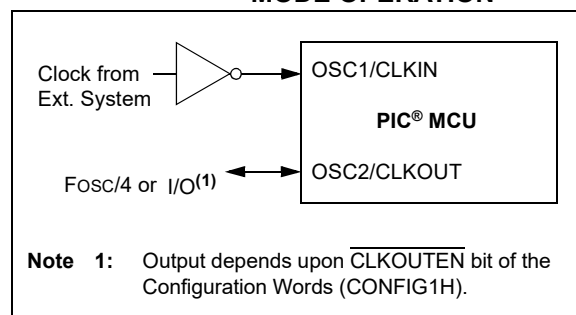 MODE OPERATION
Clock from
Ext. System
OSC1/CLKIN
PIC® MCU
FOSC/4 or I/O(1)
OSC2/CLKOUT
Note 1: Output depends upon CLKOUTEN bit of the
Configuration Words (CONFIG1H).